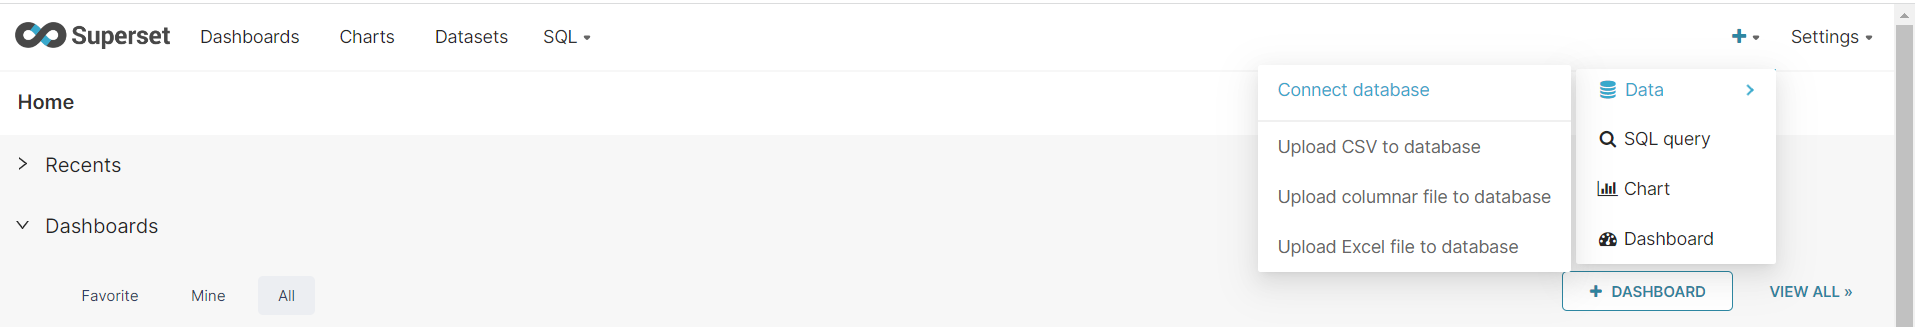 Superset Dashboards Charts Datasets SQL Settings
Connect database
Data
Home
Upload CSV to database
SQL query
Recents
Upload columnar file to database
Chart
Dashboards
Upload Excel file to database
Dashboard
Favorite Mine All
+ DASHBOARD
VIEW ALL »